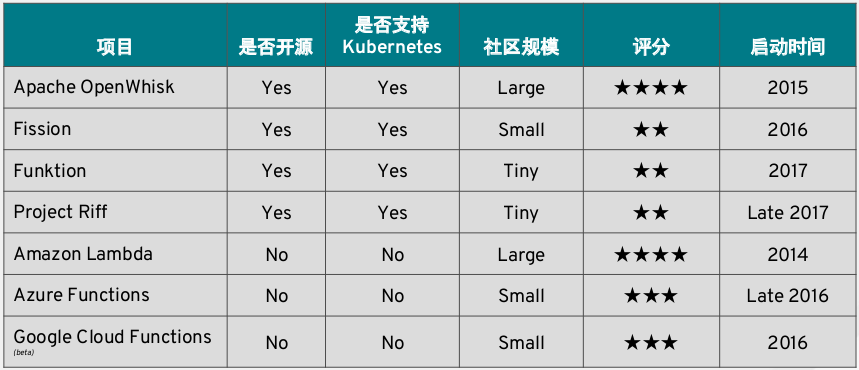 项目 是否开源 是否支持 Kubernetes 社区规模 评分 启动时间
Apache OpenWhisk Yes Yes Large ★★★★ 2015
Fission Yes Yes Small ★★ 2016
Funktion Yes Yes Tiny ★★ 2017
Project Riff Yes Yes Tiny ★★ Late 2017
Amazon Lambda No No Large ★★★★ 2014
Azure Functions No No Small ★★★ Late 2016
Google Cloud Functions No No Small ★★★ 2016
(beta)